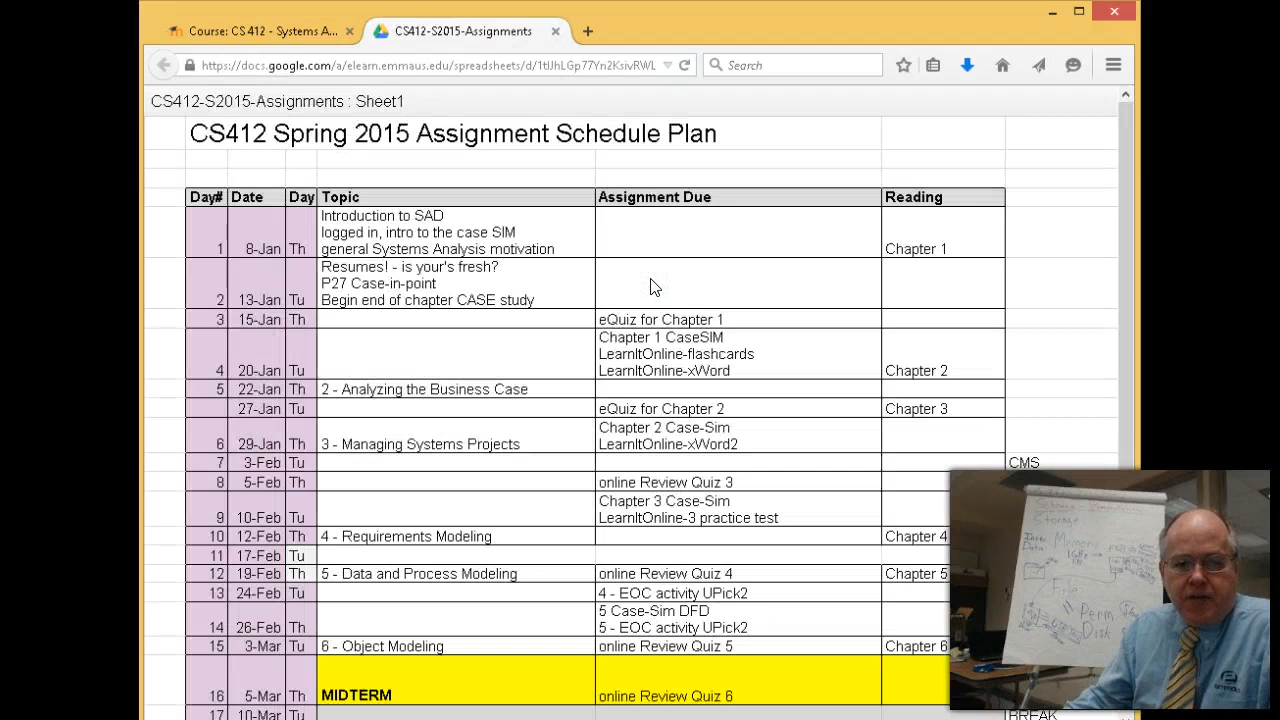 Course: CS 412 - Systems A...
CS412-S2015-Assignments
https://docs.google.com/a/elearn.emmaus.edu/spreadsheets/d/1tUhLGp77Yn2KsivRWL
Search
CS412-S2015-Assignments : Sheet1
CS412 Spring 2015 Assignment Schedule Plan
Day# Date Day Topic Assignment Due Reading
Introduction to SAD
logged in, intro to the case SIM
1 8-Jan Th general Systems Analysis motivation Chapter 1
Resumes! - is your's fresh?
P27 Case-in-point
2 13-Jan Tu Begin end of chapter CASE study
3 15-Jan Th eQuiz for Chapter 1
Chapter 1 CaseSIM
LearnItOnline-flashcards
4 20-Jan Tu LearnItOnline-xWord Chapter 2
5 22-Jan Th 2 - Analyzing the Business Case
27-Jan Tu eQuiz for Chapter 2 Chapter 3
Chapter 2 Case-Sim
6 29-Jan Th 3 - Managing Systems Projects LearnItOnline-xWord2
7 3-Feb Tu CMS
8 5-Feb Th online Review Quiz 3
Chapter 3 Case-Sim
9 10-Feb Tu LearnItOnline-3 practice test
10 12-Feb Th 4 - Requirements Modeling Chapter 4
11 17-Feb Tu
12 19-Feb Th 5 - Data and Process Modeling online Review Quiz 4 Chapter 5
13 24-Feb Tu 4 - EOC activity UPick2
5 Case-Sim DFD
14 26-Feb Th 5 - EOC activity UPick2
15 3-Mar Tu 6 - Object Modeling online Review Quiz 5 Chapter 6
16 5-Mar Th MIDTERM online Review Quiz 6
17 10-Mar Tu BREAK
Storage
Memory
File
Perm
Disk
emmaus